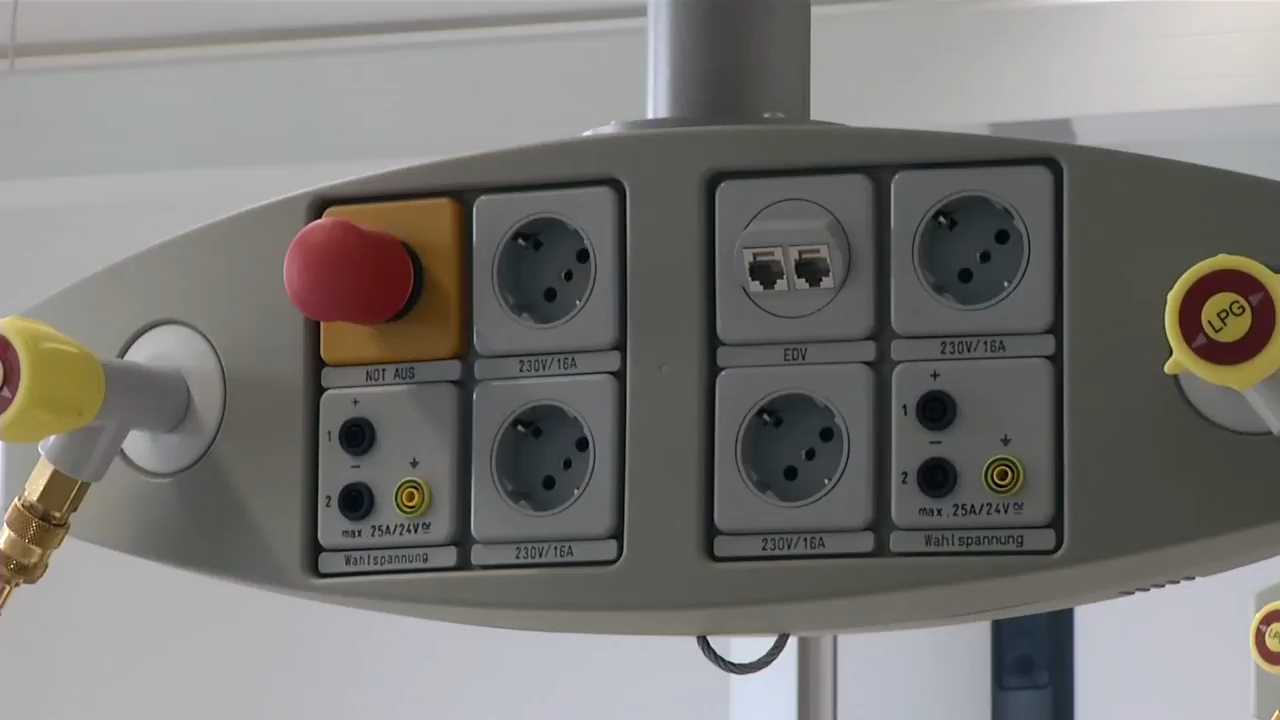 NOT AUS
230V/16A
EDV
230V/16A
+
1
−
2
max.25A/24V≃
Wahlspannung
230V/16A
230V/16A
+
1
−
2
max.25A/24V≃
Wahlspannung
LPG